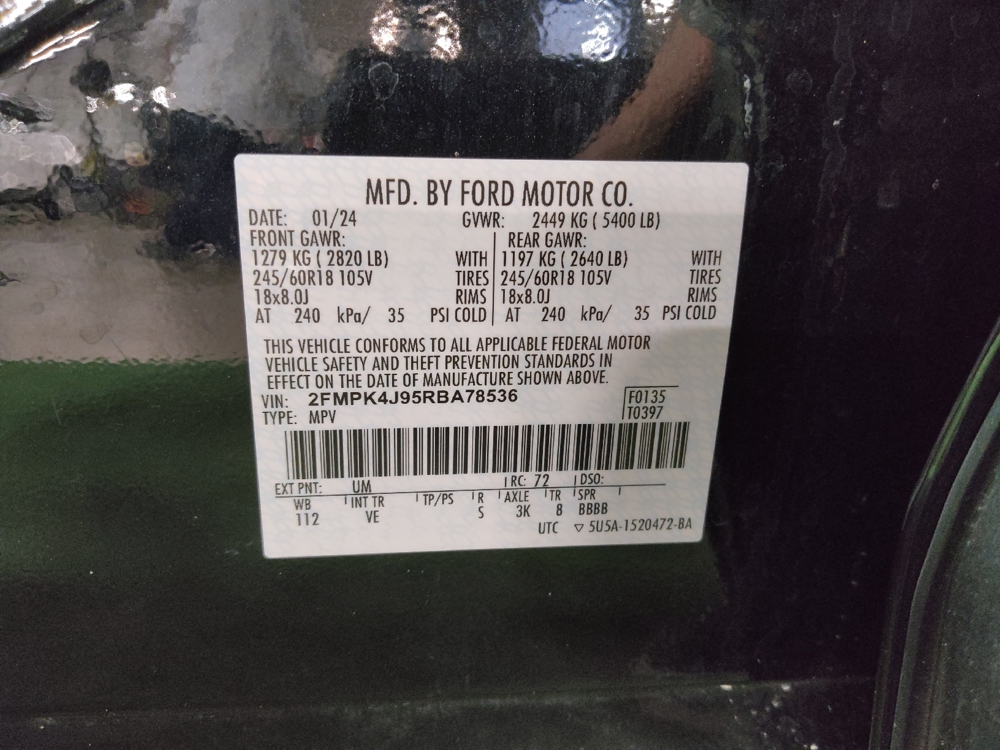 MFD. BY FORD MOTOR CO.
DATE: 01/24 GVWR: 2449 KG ( 5400 LB)
FRONT GAWR: REAR GAWR:
1279 KG ( 2820 LB) WITH 1197 KG ( 2640 LB) WITH
245/60R18 105V TIRES 245/60R18 105V TIRES
18x8.0J RIMS 18x8.0J RIMS
AT 240 kPa/ 35 PSI COLD AT 240 kPa/ 35 PSI COLD
THIS VEHICLE CONFORMS TO ALL APPLICABLE FEDERAL MOTOR
VEHICLE SAFETY AND THEFT PREVENTION STANDARDS IN
EFFECT ON THE DATE OF MANUFACTURE SHOWN ABOVE.
VIN: 2FMPK4J95RBA78536 F0135
TYPE: MPV T0397
EXT PNT: UM RC: 72 DSO:
WB INT TR TP/PS R AXLE TR SPR
112 VE S 3K 8 BBBB
UTC ▽ 5U5A-1520472-BA